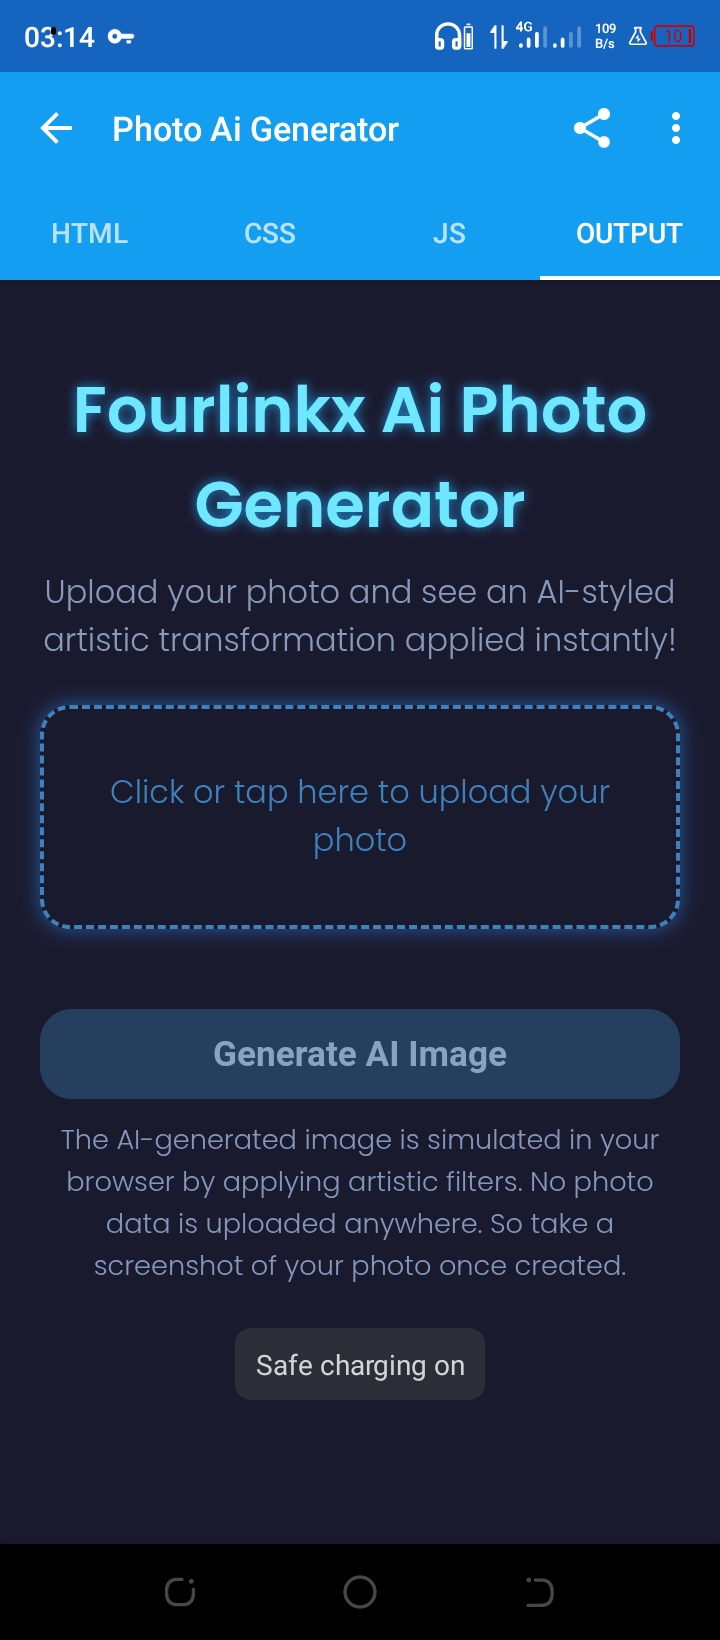 03:14
4G
109
B/s
10
Photo Ai Generator
HTML CSS JS OUTPUT
Fourlinkx Ai Photo
Generator
Upload your photo and see an AI-styled
artistic transformation applied instantly!
Click or tap here to upload your
photo
Generate AI Image
The AI-generated image is simulated in your
browser by applying artistic filters. No photo
data is uploaded anywhere. So take a
screenshot of your photo once created.
Safe charging on